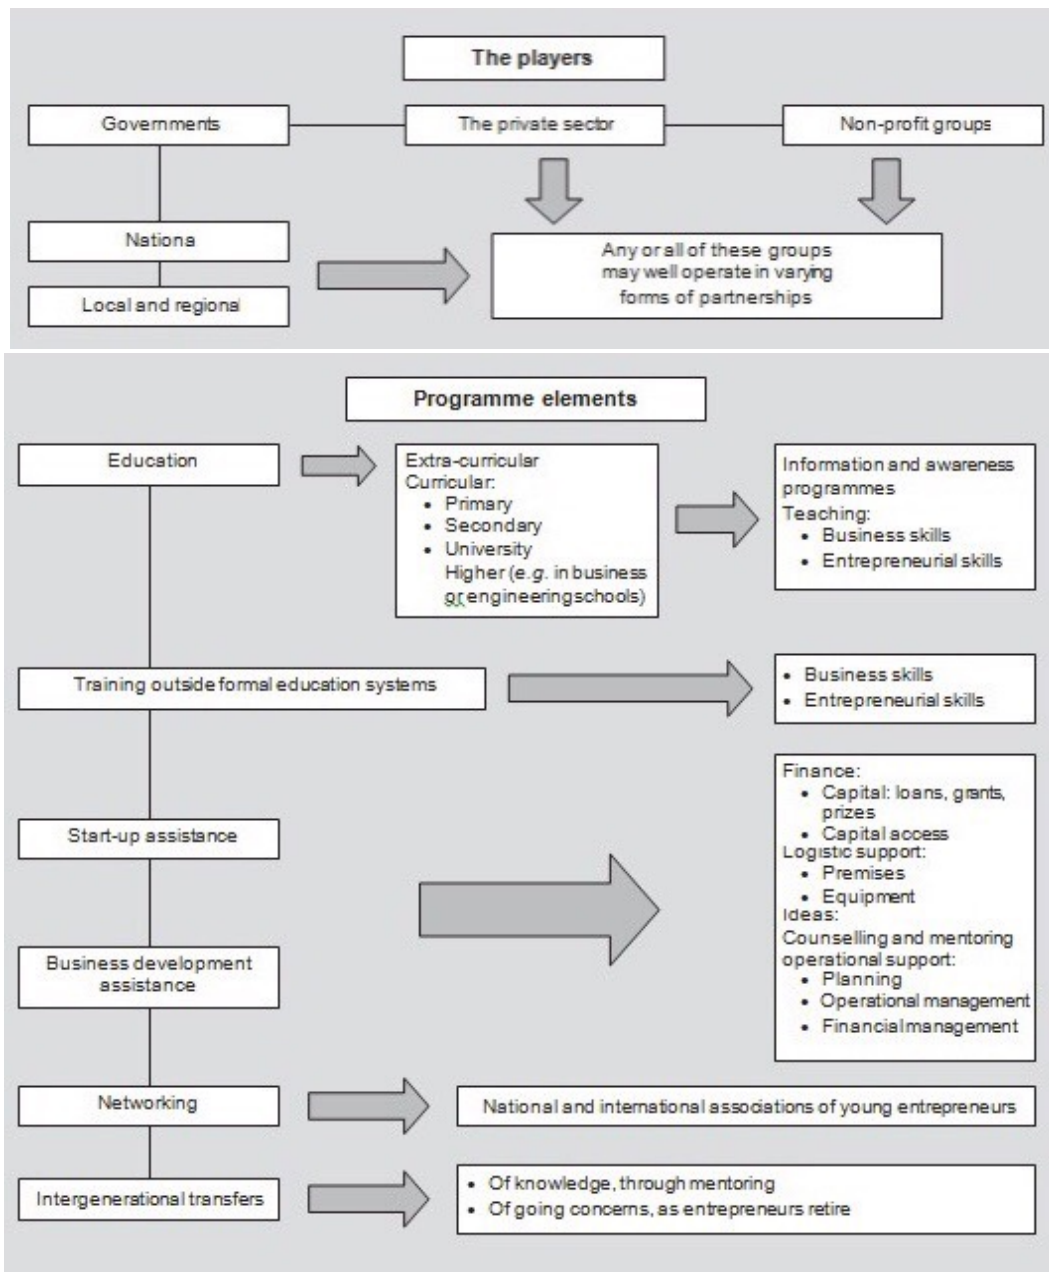 The players
Governments
The private sector
Non-profit groups
Nationa
Local and regional
Any or all of these groups
may well operate in varying
forms of partnerships
Programme elements
Education
Extra-curricular
Curricular:
• Primary
• Secondary
• University
Higher (e.g. in business
or engineering schools)
Information and awareness
programmes
Teaching:
• Business skills
• Entrepreneurial skills
Training outside formal education systems
• Business skills
• Entrepreneurial skills
Start-up assistance
Business development
assistance
Finance:
• Capital: loans, grants,
prizes
• Capital access
Logistic support:
• Premises
• Equipment
Ideas:
Counselling and mentoring
operational support:
• Planning
• Operational management
• Financial management
Networking
National and international associations of young entrepreneurs
Intergenerational transfers
• Of knowledge, through mentoring
• Of going concerns, as entrepreneurs retire